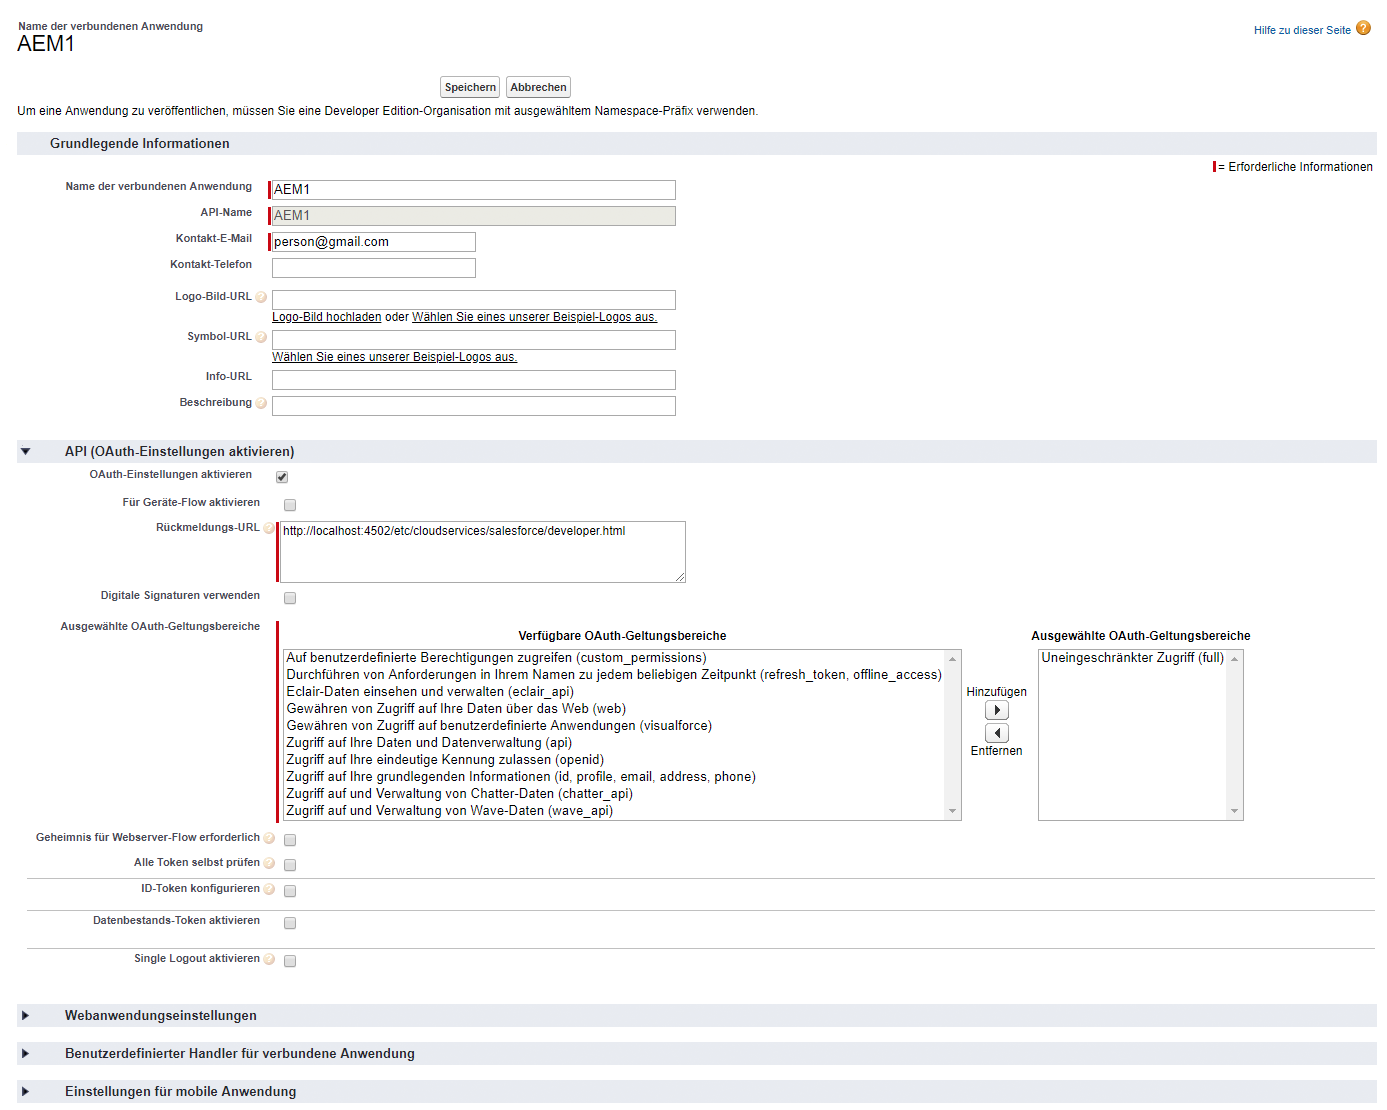 Name der verbundenen Anwendung
AEM1
Hilfe zu dieser Seite ?
Speichern Abbrechen
Um eine Anwendung zu veröffentlichen, müssen Sie eine Developer Edition-Organisation mit ausgewähltem Namespace-Präfix verwenden.
Grundlegende Informationen
= Erforderliche Informationen
Name der verbundenen Anwendung AEM1
API-Name AEM1
Kontakt-E-Mail person@gmail.com
Kontakt-Telefon
Logo-Bild-URL ?
Logo-Bild hochladen oder Wählen Sie eines unserer Beispiel-Logos aus.
Symbol-URL ?
Wählen Sie eines unserer Beispiel-Logos aus.
Info-URL
Beschreibung ?
API (OAuth-Einstellungen aktivieren)
OAuth-Einstellungen aktivieren
Für Geräte-Flow aktivieren
Rückmeldungs-URL ? http://localhost:4502/etc/cloudservices/salesforce/developer.html
Digitale Signaturen verwenden
Ausgewählte OAuth-Geltungsbereiche
Verfügbare OAuth-Geltungsbereiche
Auf benutzerdefinierte Berechtigungen zugreifen (custom_permissions)
Durchführen von Anforderungen in Ihrem Namen zu jedem beliebigen Zeitpunkt (refresh_token, offline_access)
Eclair-Daten einsehen und verwalten (eclair_api)
Gewähren von Zugriff auf Ihre Daten über das Web (web)
Gewähren von Zugriff auf benutzerdefinierte Anwendungen (visualforce)
Zugriff auf Ihre Daten und Datenverwaltung (api)
Zugriff auf Ihre eindeutige Kennung zulassen (openid)
Zugriff auf Ihre grundlegenden Informationen (id, profile, email, address, phone)
Zugriff auf und Verwaltung von Chatter-Daten (chatter_api)
Zugriff auf und Verwaltung von Wave-Daten (wave_api)
Hinzufügen
Entfernen
Ausgewählte OAuth-Geltungsbereiche
Uneingeschränkter Zugriff (full)
Geheimnis für Webserver-Flow erforderlich ?
Alle Token selbst prüfen ?
ID-Token konfigurieren ?
Datenbestands-Token aktivieren
Single Logout aktivieren ?
Webanwendungseinstellungen
Benutzerdefinierter Handler für verbundene Anwendung
Einstellungen für mobile Anwendung